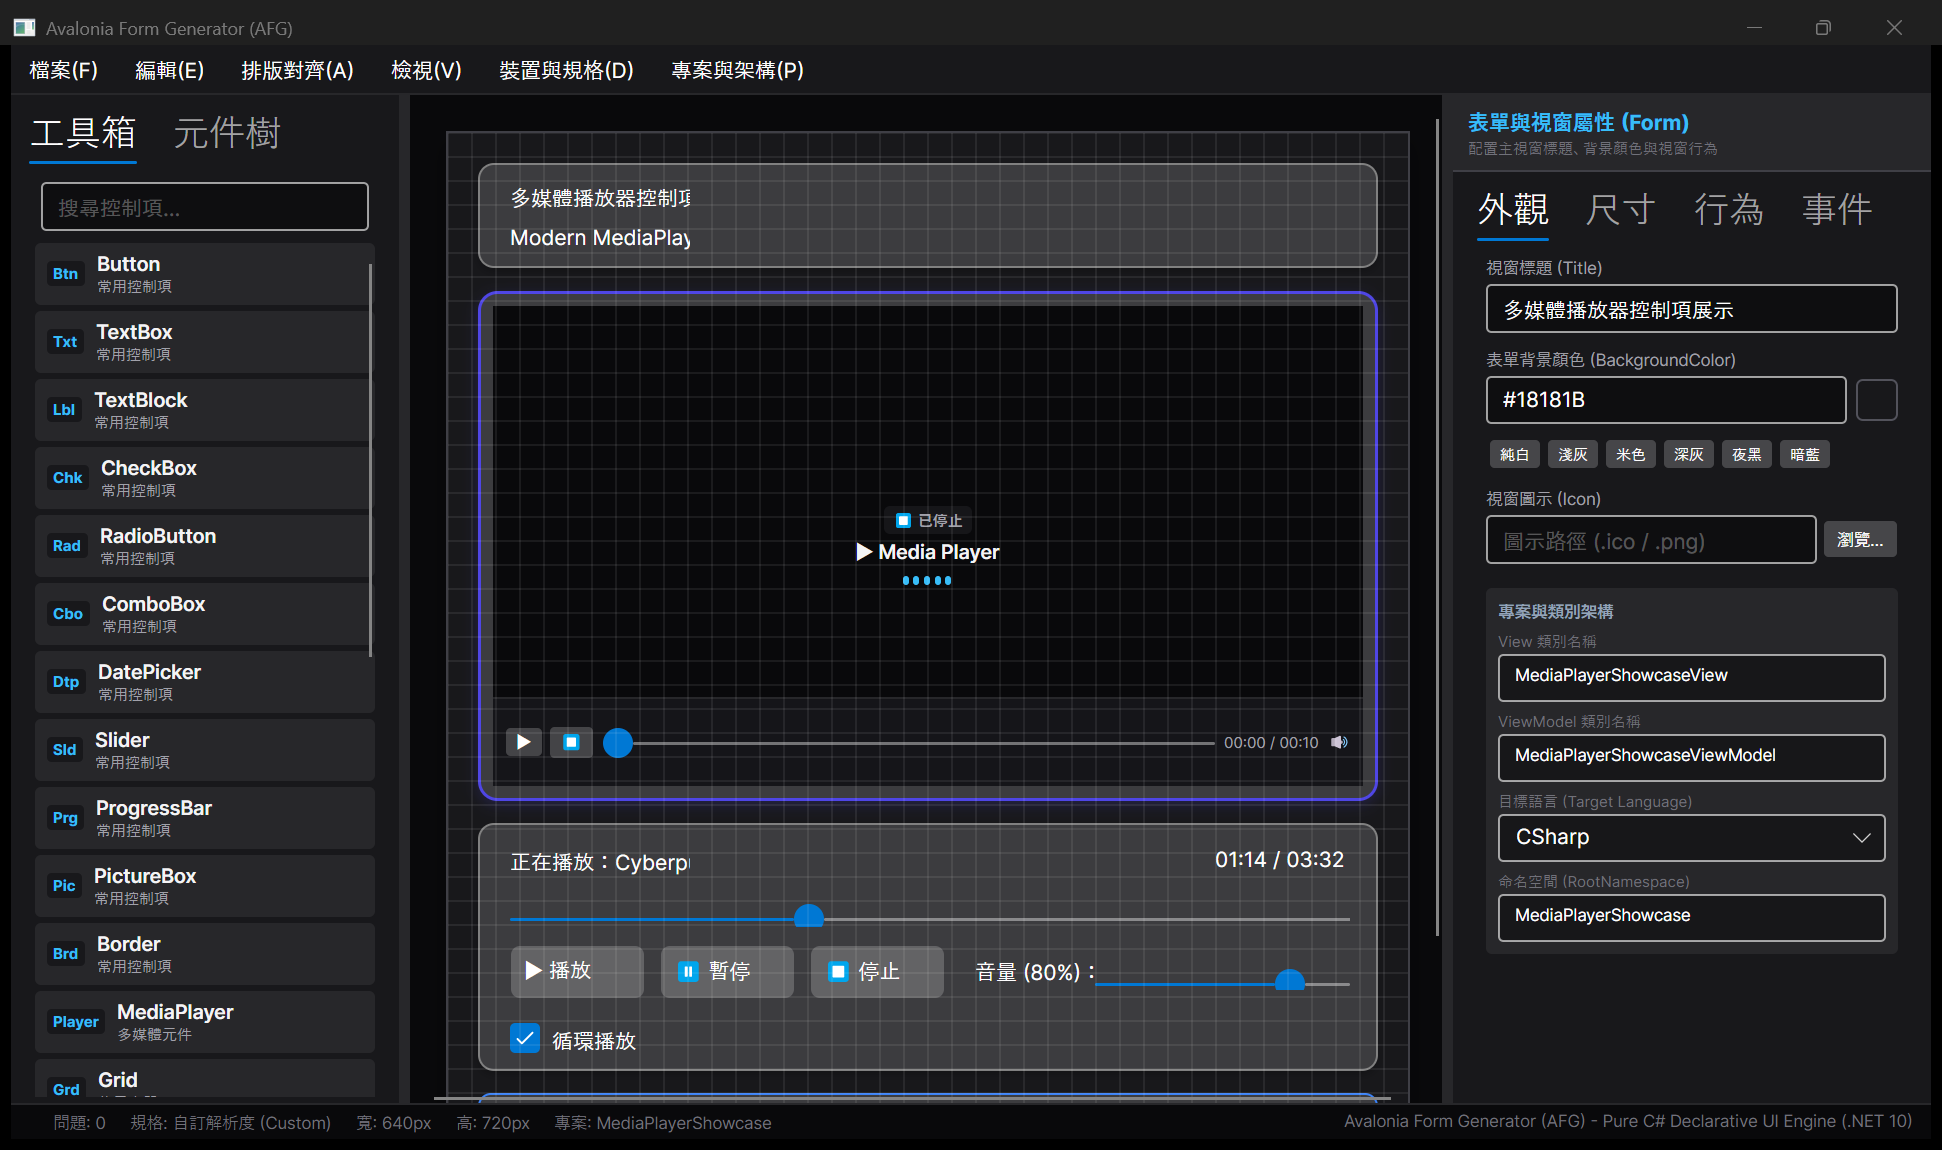 Avalonia Form Generator (AFG)
檔案(F) 編輯(E) 排版對齊(A) 檢視(V) 裝置與規格(D) 專案與架構(P)
工具箱 元件樹
搜尋控制項...
Btn Button
常用控制項
Txt TextBox
常用控制項
Lbl TextBlock
常用控制項
Chk CheckBox
常用控制項
Rad RadioButton
常用控制項
Cbo ComboBox
常用控制項
Dtp DatePicker
常用控制項
Sld Slider
常用控制項
Prg ProgressBar
常用控制項
Pic PictureBox
常用控制項
Brd Border
常用控制項
Player MediaPlayer
多媒體元件
Grd Grid
多媒體播放器控制項
Modern MediaPlay
已停止
Media Player
00:00 / 00:10
正在播放：Cyberp
01:14 / 03:32
播放 暫停 停止 音量 (80%)：
循環播放
表單與視窗屬性 (Form)
配置主視窗標題、背景顏色與視窗行為
外觀 尺寸 行為 事件
視窗標題 (Title)
多媒體播放器控制項展示
表單背景顏色 (BackgroundColor)
#18181B
純白 淺灰 米色 深灰 夜黑 暗藍
視窗圖示 (Icon)
圖示路徑 (.ico / .png) 瀏覽...
專案與類別架構
View 類別名稱
MediaPlayerShowcaseView
ViewModel 類別名稱
MediaPlayerShowcaseViewModel
目標語言 (Target Language)
CSharp
命名空間 (RootNamespace)
MediaPlayerShowcase
問題: 0 規格: 自訂解析度 (Custom) 寬: 640px 高: 720px 專案: MediaPlayerShowcase
Avalonia Form Generator (AFG) - Pure C# Declarative UI Engine (.NET 10)